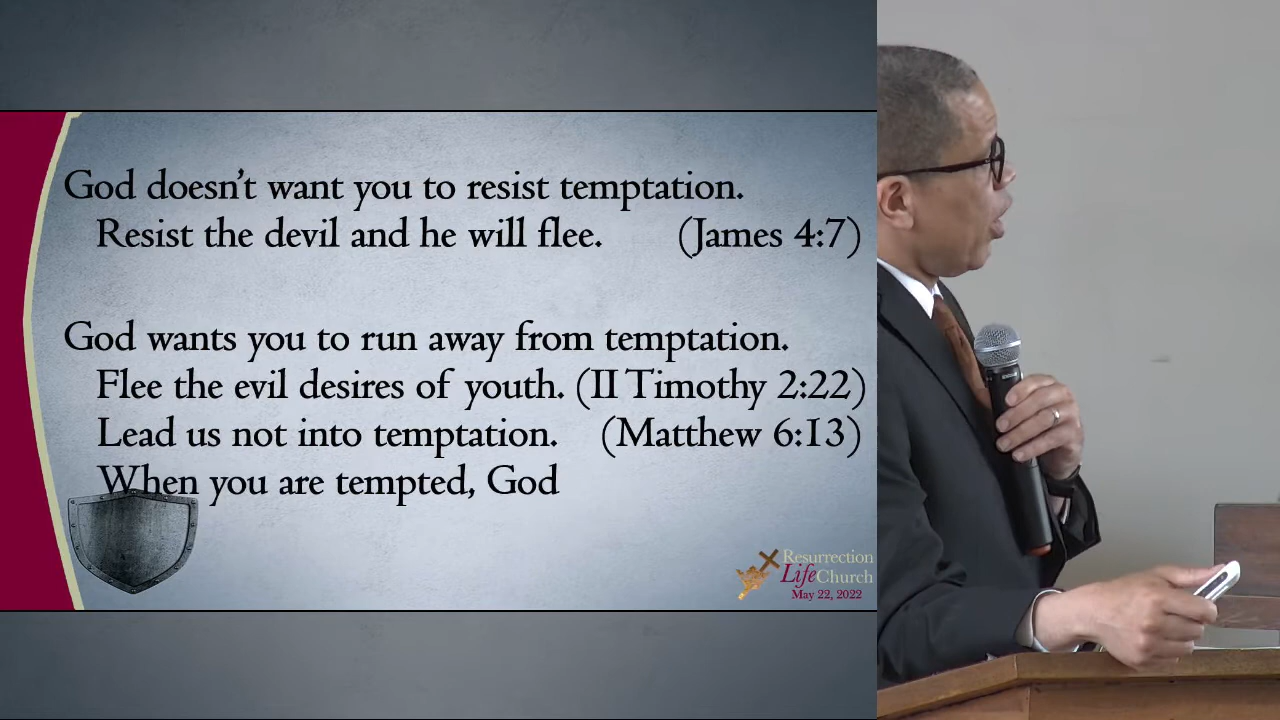 God doesn't want you to resist temptation.
Resist the devil and he will flee. (James 4:7)
God wants you to run away from temptation.
Flee the evil desires of youth. (II Timothy 2:22)
Lead us not into temptation. (Matthew 6:13)
When you are tempted, God
Resurrection
LifeChurch
May 22, 2022